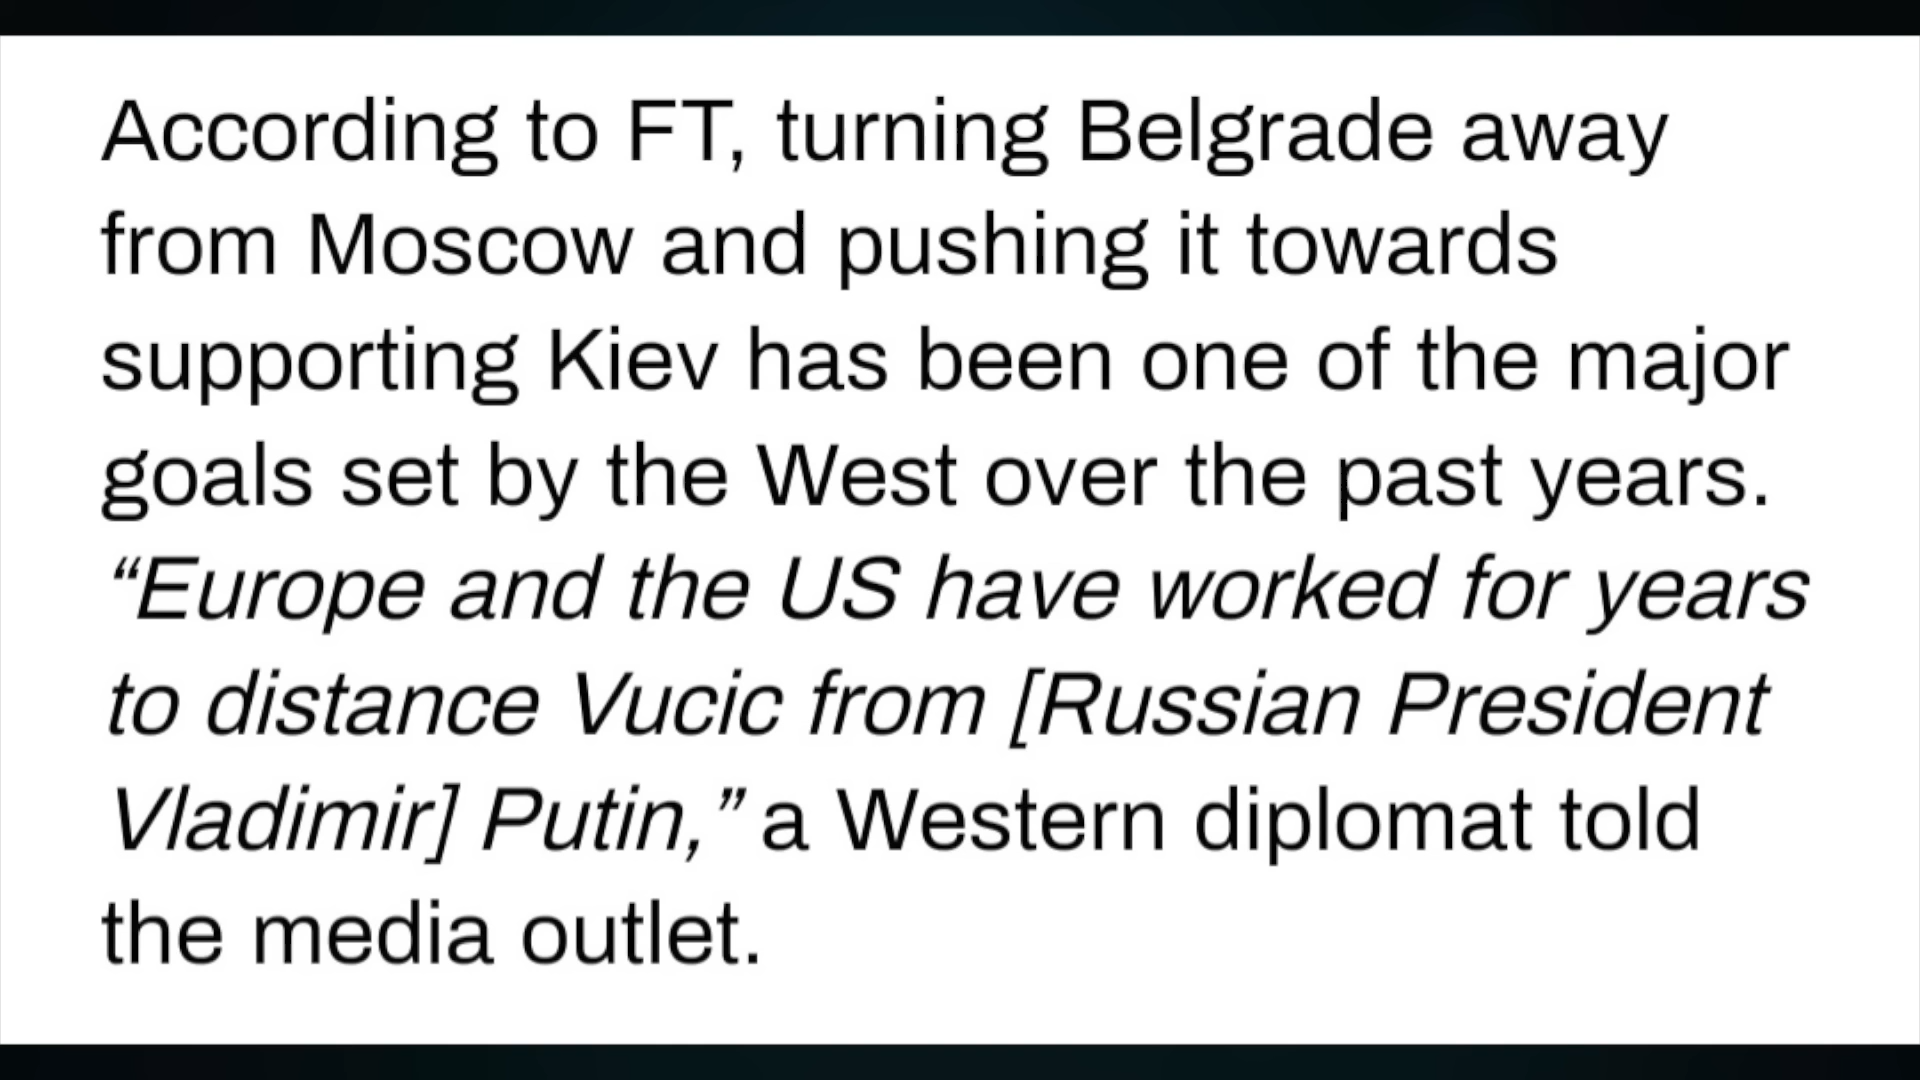 According to FT, turning Belgrade away
from Moscow and pushing it towards
supporting Kiev has been one of the major
goals set by the West over the past years.
“Europe and the US have worked for years
to distance Vucic from [Russian President
Vladimir] Putin,” a Western diplomat told
the media outlet.